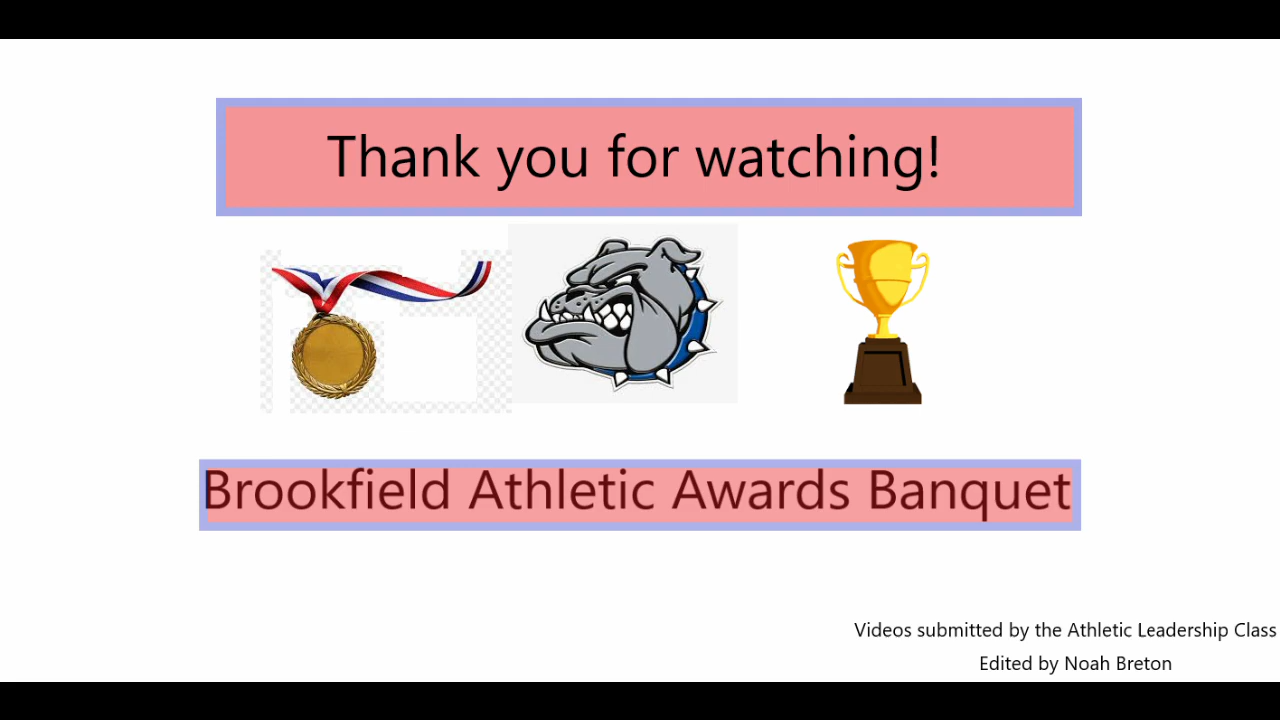 Thank you for watching!
Brookfield Athletic Awards Banquet
Videos submitted by the Athletic Leadership Class
Edited by Noah Breton